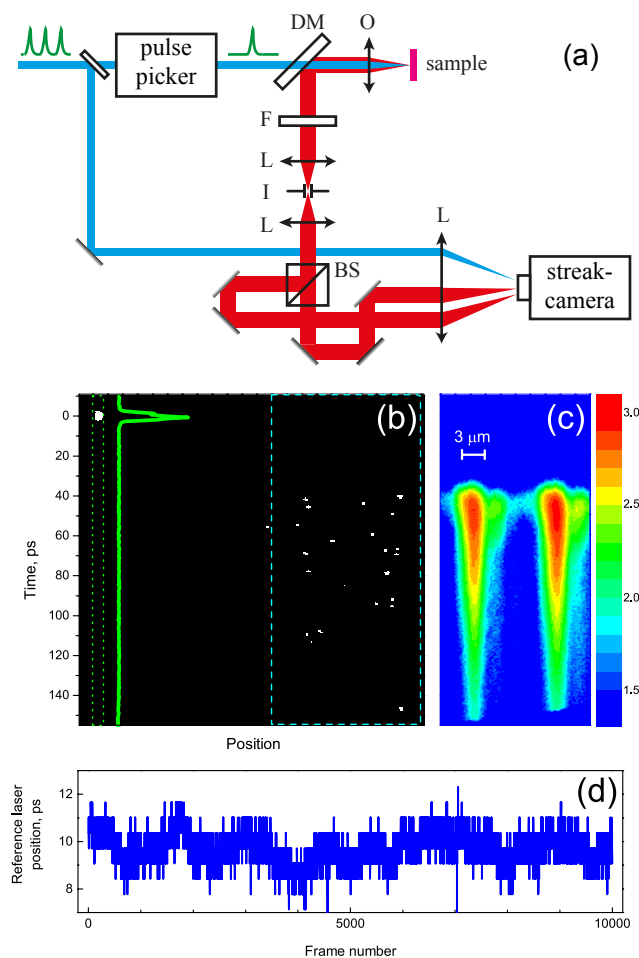 DM
O
pulse
picker
sample
(a)
F
L
I
L
L
BS
streak-
camera
(b)
(c)
0
20
40
60
80
100
120
140
Time, ps
Position
3 μm
3.0
2.5
2.0
1.5
(d)
12
10
8
Reference laser
position, ps
0
5000
10000
Frame number